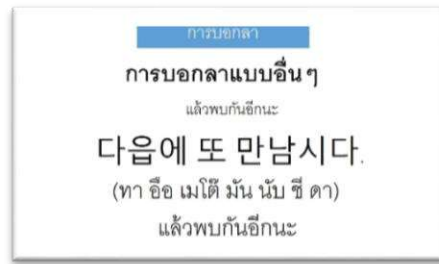 การบอกลา
การบอกลาแบบอื่นๆ
แล้วพบกันอีกนะ
다음에 또 만납시다.
(ทา อึอ เมโต๊ มัน นับ ชี ดา)
แล้วพบกันอีกนะ